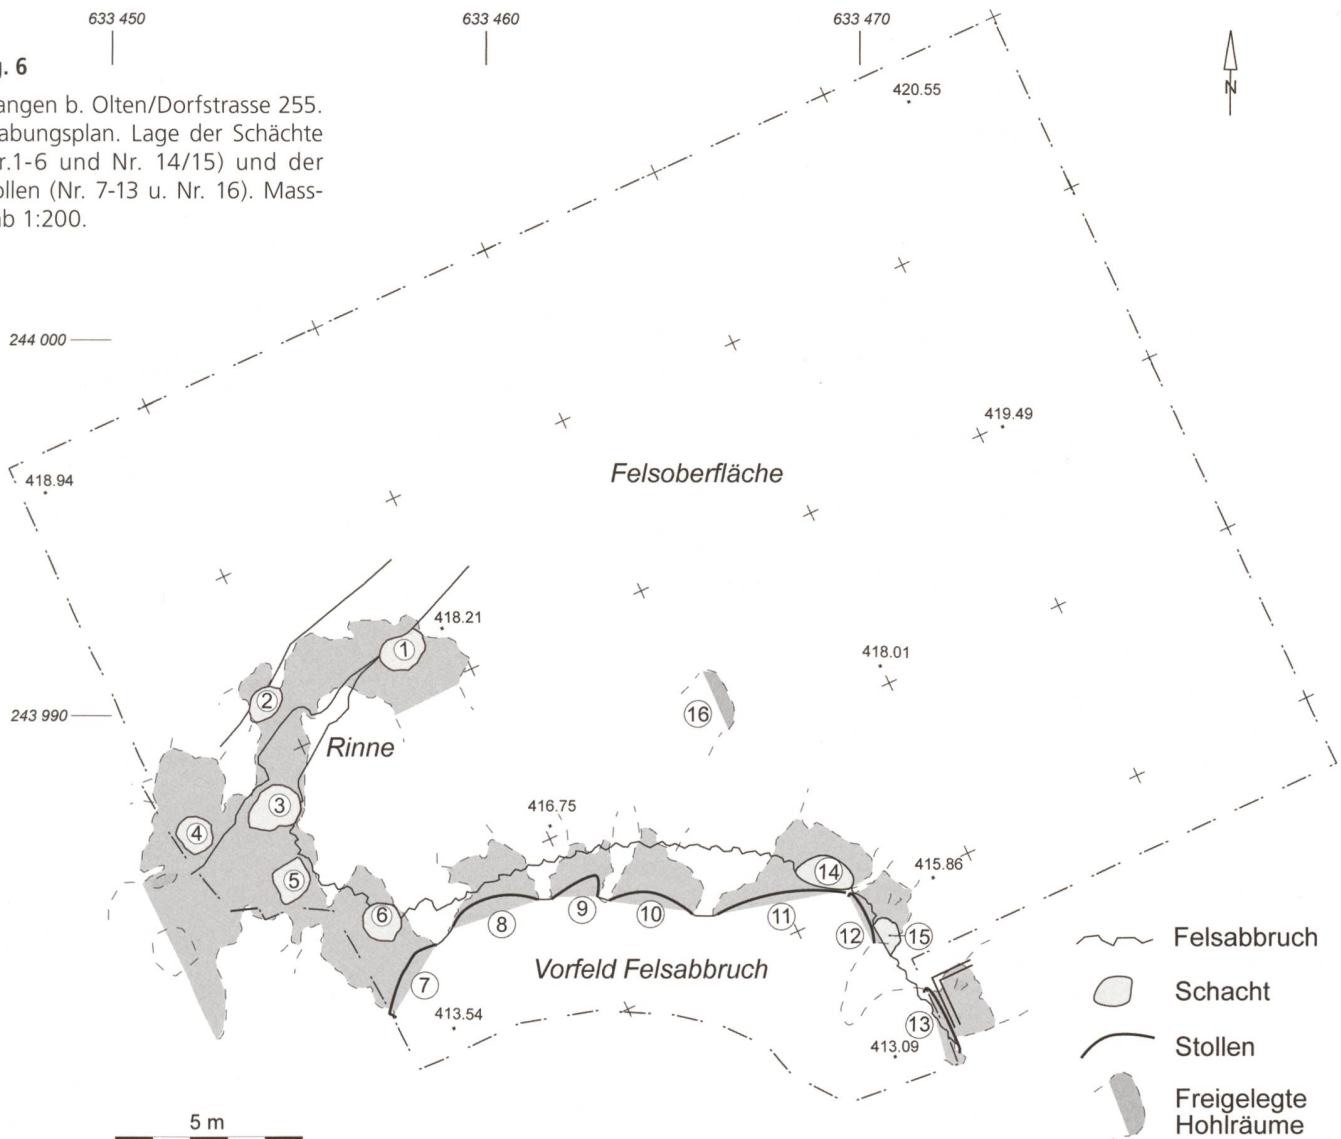 633 450
633 460
633 470
g. 6
angen b. Olten/Dorfstrasse 255.
abungsplan. Lage der Schächte
r.1-6 und Nr. 14/15) und der
ollen (Nr. 7-13 u. Nr. 16). Mass-
ab 1:200.
N
420.55
244 000
419.49
418.94
Felsoberfläche
418.21
1
418.01
2
16
243 990
Rinne
3
416.75
4
14
415.86
5
6
8
9
10
11
12
15
Felsabbruch
Vorfeld Felsabbruch
7
Schacht
413.54
13
413.09
Stollen
Freigelegte
Hohlräume
5 m